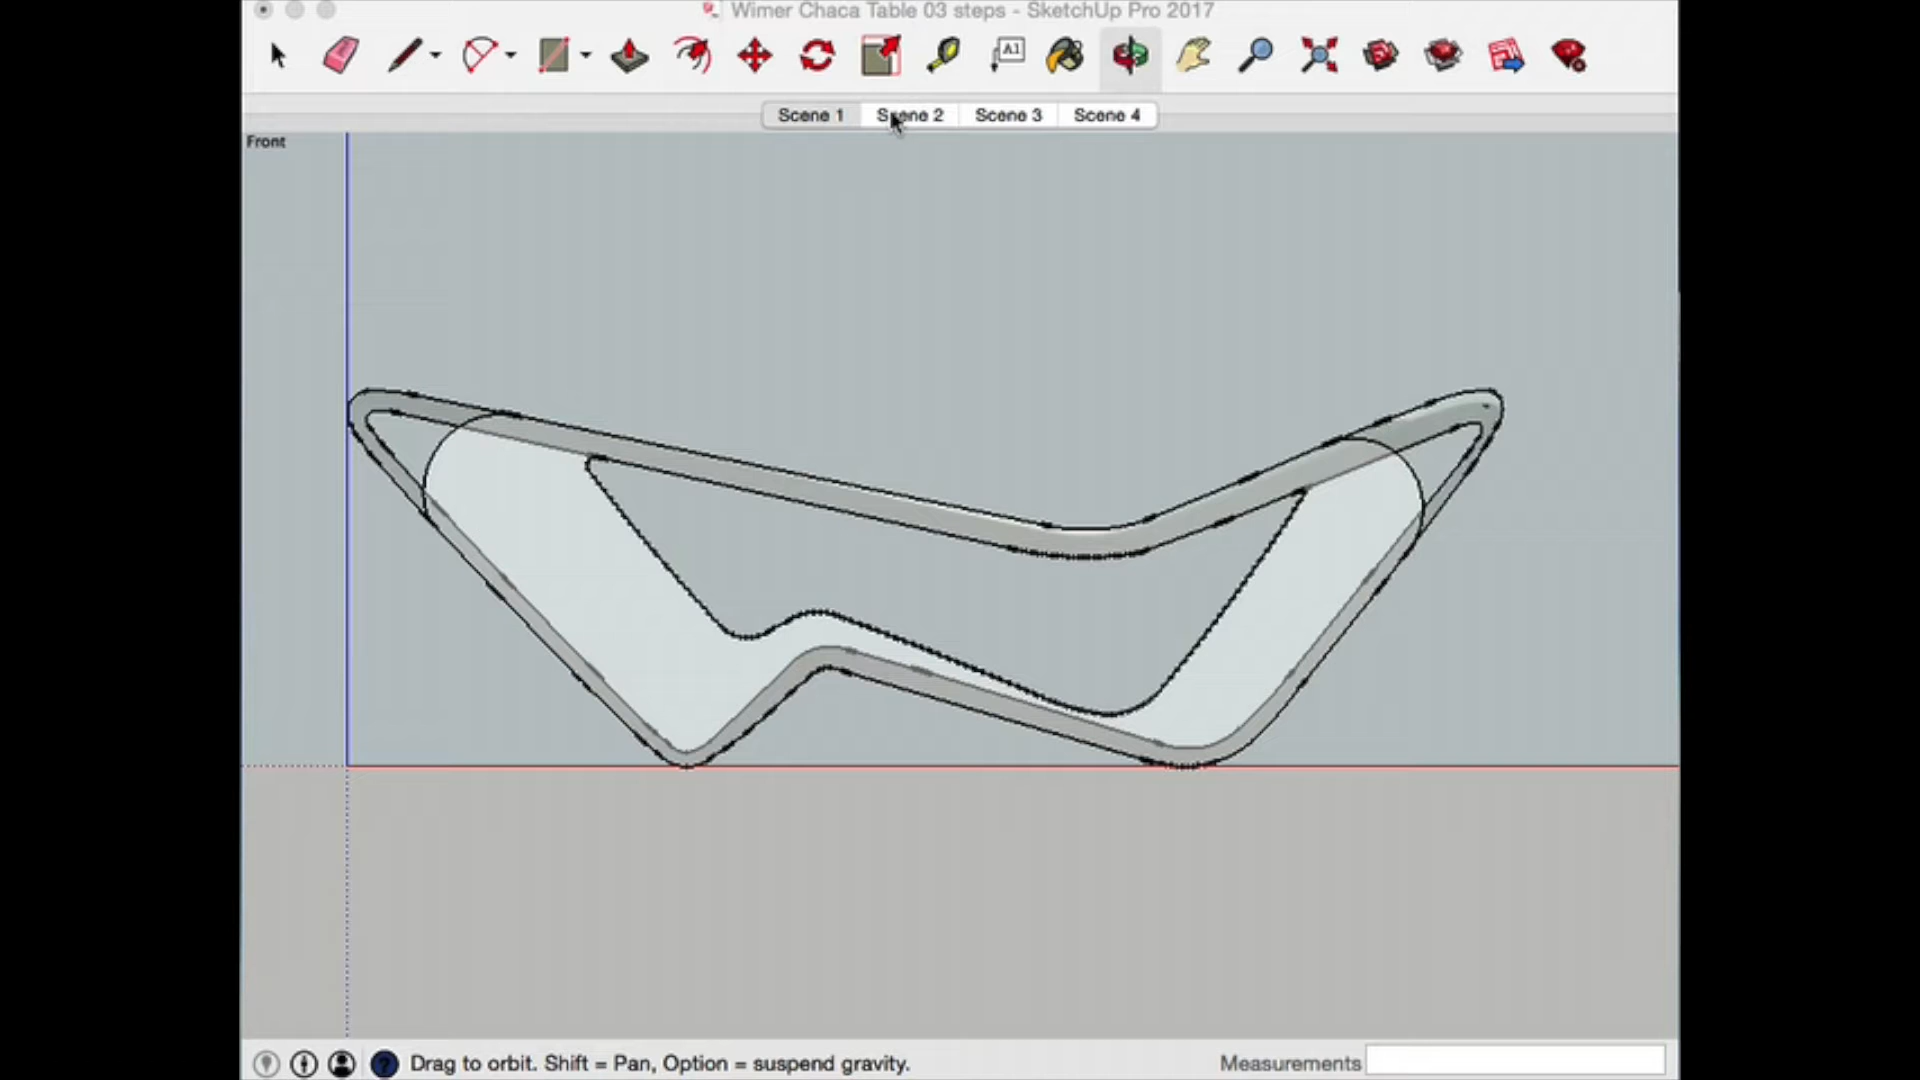 Wimer Chaca Table 03 steps - SketchUp Pro 2017
A1
Scene 1 Scene 2 Scene 3 Scene 4
Front
? Drag to orbit. Shift = Pan, Option = suspend gravity. Measurements